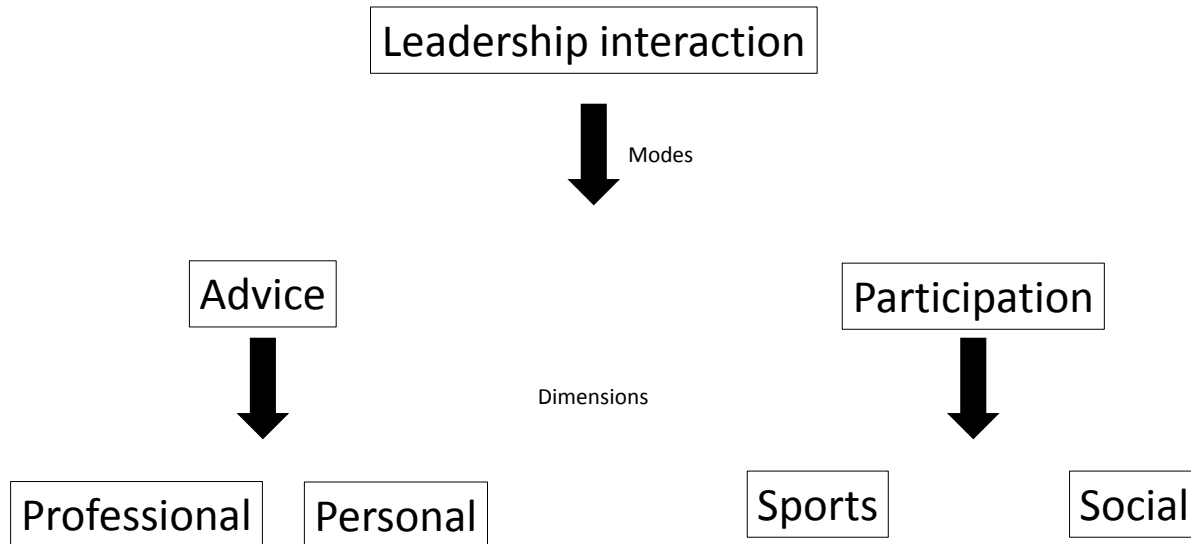 Leadership interaction
Modes
Advice
Participation
Dimensions
Professional
Personal
Sports
Social